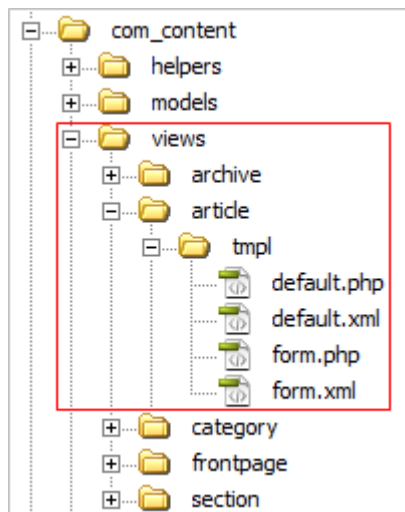 com_content
helpers
models
views
archive
article
tmpl
default.php
default.xml
form.php
form.xml
category
frontpage
section